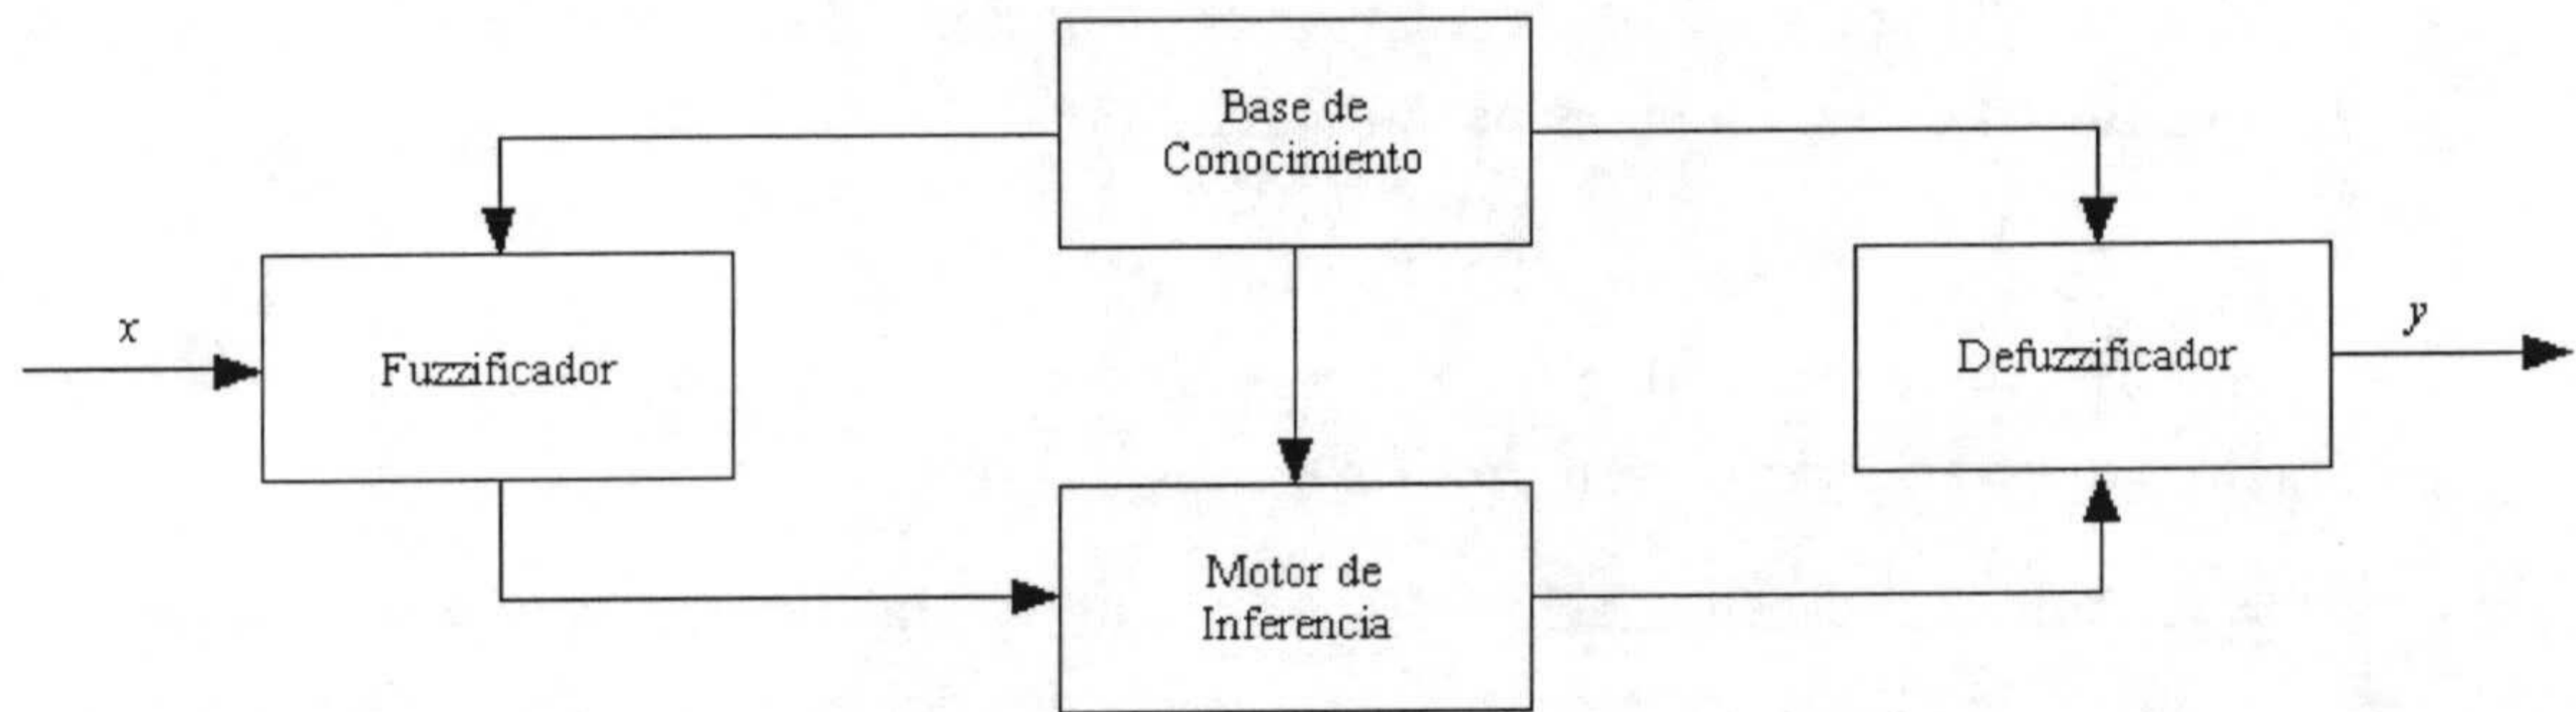 Base de
Conocimiento
x
Fuzzificador
Defuzzificador
y
Motor de
Inferencia